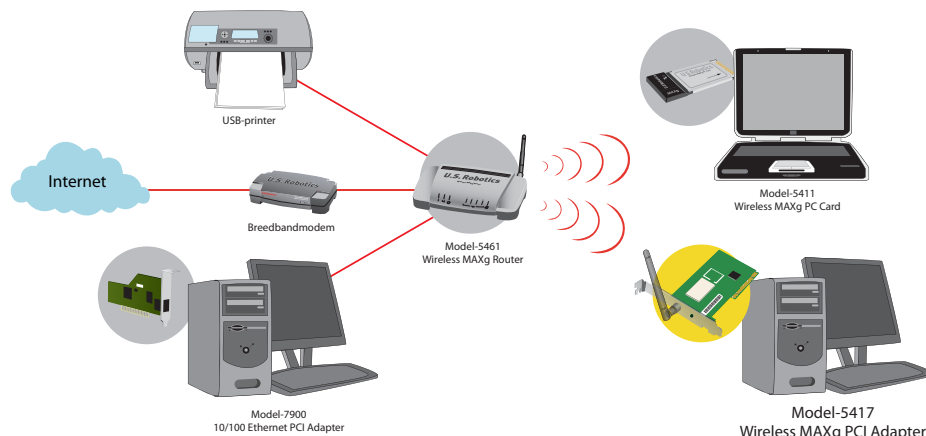 USB-printer
Internet
U.S. Robotics
Breedbandmodem
U.S. Robotics
Model-5461
Wireless MAXg Router
Model-5411
Wireless MAXg PC Card
Model-7900
10/100 Ethernet PCI Adapter
Model-5417
Wireless MAXg PCI Adapter